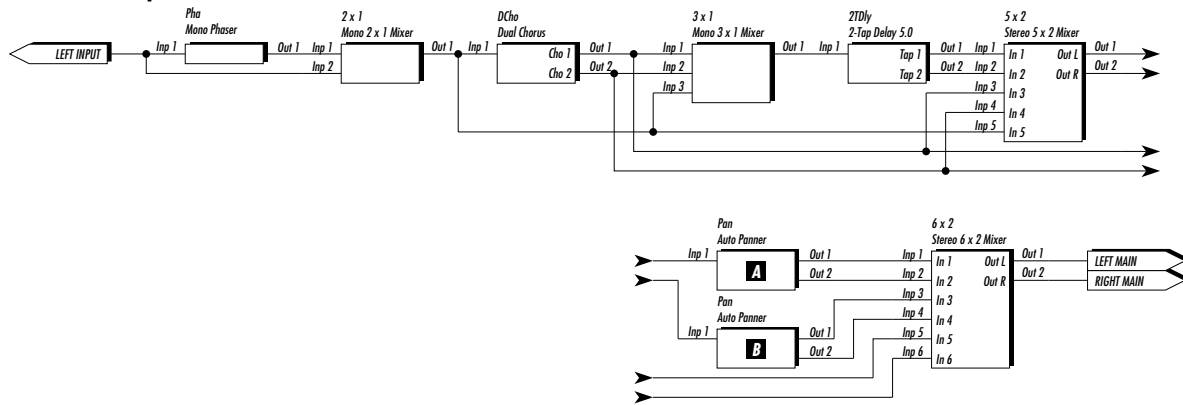 Pha
Mono Phaser
2 x 1
Mono 2 x 1 Mixer
DCho
Dual Chorus
3 x 1
Mono 3 x 1 Mixer
2TDly
2-Tap Delay 5.0
5 x 2
Stereo 5 x 2 Mixer
LEFT INPUT
Inp 1
Out 1
Inp 1
Inp 2
Out 1
Inp 1
Cho 1
Cho 2
Out 1
Out 2
Inp 1
Inp 2
Inp 3
Out 1
Inp 1
Tap 1
Tap 2
Out 1
Out 2
Inp 1
Inp 2
Inp 3
Inp 4
Inp 5
In 1
In 2
In 3
In 4
In 5
Out L
Out R
Out 1
Out 2
Pan
Auto Panner
Inp 1
A
Out 1
Out 2
Pan
Auto Panner
Inp 1
B
Out 1
Out 2
6 x 2
Stereo 6 x 2 Mixer
Inp 1
Inp 2
Inp 3
Inp 4
Inp 5
Inp 6
In 1
In 2
In 3
In 4
In 5
In 6
Out L
Out R
Out 1
Out 2
LEFT MAIN
RIGHT MAIN